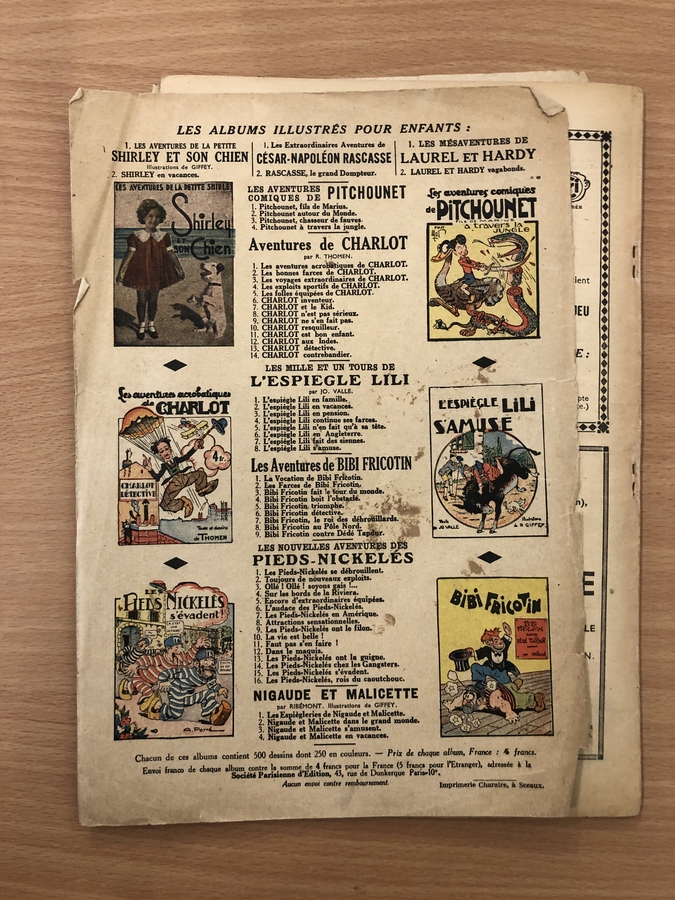 LES ALBUMS ILLUSTRÉS POUR ENFANTS :
1. LES AVENTURES DE LA PETITE
SHIRLEY ET SON CHIEN
Illustrations de GIFFEY.
2. SHIRLEY en vacances.
1. Les Extraordinaires Aventures de
CÉSAR-NAPOLÉON RASCASSE
2. RASCASSE, le grand Dompteur.
1. LES MÉSAVENTURES DE
LAUREL ET HARDY
2. LAUREL ET HARDY vagabonds.
LES AVENTURES DE LA PETITE SHIRLEY
Shirley
ET
SON Chien
LES AVENTURES
COMIQUES DE PITCHOUNET
1. Pitchounet, fils de Marius.
2. Pitchounet autour du Monde.
3. Pitchounet, chasseur de fauves.
4. Pitchounet à travers la jungle.
Les aventures comiques
de PITCHOUNET
FILS DE MARIUS
à travers la
JUNGLE
Aventures de CHARLOT
par R. THOMEN.
1. Les aventures acrobatiques de CHARLOT.
2. Les bonnes farces de CHARLOT.
3. Les voyages extraordinaires de CHARLOT.
4. Les exploits sportifs de CHARLOT.
5. Les folles équipées de CHARLOT.
6. CHARLOT inventeur.
7. CHARLOT et le Kid.
8. CHARLOT n'est pas sérieux.
9. CHARLOT ne s'en fait pas.
10. CHARLOT resquilleur.
11. CHARLOT est bon enfant.
12. CHARLOT aux Indes.
13. CHARLOT détective.
14. CHARLOT contrebandier.
Les aventures acrobatiques
de CHARLOT
4 fr.
CHARLOT
DÉTECTIVE
Texte et dessins
de THOMEN
LES MILLE ET UN TOURS DE
L'ESPIEGLE LILI
par JO. VALLE.
1. L'espiègle Lili en famille.
2. L'espiègle Lili en vacances.
3. L'espiègle Lili en pension.
4. L'espiègle Lili continue ses farces.
5. L'espiègle Lili n'en fait qu'à sa tête.
6. L'espiègle Lili en Angleterre.
7. L'espiègle Lili fait des siennes.
8. L'espiègle Lili s'amuse.
L'ESPIÈGLE LILI
S'AMUSE
Texte
de JO VALLE
Illustrations
de A. R. GIFFEY
Les Aventures de BIBI FRICOTIN
1. La Vocation de Bibi Fricotin.
2. Les Farces de Bibi Fricotin.
3. Bibi Fricotin fait le tour du monde.
4. Bibi Fricotin boit l'obstacle.
5. Bibi Fricotin triomphe.
6. Bibi Fricotin détective.
7. Bibi Fricotin, le roi des débrouillards.
8. Bibi Fricotin au Pôle Nord.
9. Bibi Fricotin contre Dédé Tapdur.
LES NOUVELLES AVENTURES DES
PIEDS-NICKELÉS
1. Les Pieds-Nickelés se débrouillent.
2. Toujours de nouveaux exploits.
3. Ollé ! Ollé ! soyons gais !...
4. Sur les bords de la Riviera.
5. Encore d'extraordinaires équipées.
6. L'audace des Pieds-Nickelés.
7. Les Pieds-Nickelés en Amérique.
8. Attractions sensationnelles.
9. Les Pieds-Nickelés ont le filon.
10. La vie est belle !
11. Faut pas s'en faire !
12. Dans le maquis.
13. Les Pieds-Nickelés ont la guigne.
14. Les Pieds-Nickelés chez les Gangsters.
15. Les Pieds-Nickelés s'évadent.
16. Les Pieds-Nickelés, rois du caoutchouc.
LES
PIEDS NICKELÉS
s'évadent !
A. Perré
BIBI FRICOTIN
NIGAUDE ET MALICETTE
par RIBÉMONT. Illustrations de GIFFEY.
1. Les Espiègleries de Nigaude et Malicette.
2. Nigaude et Malicette dans le grand monde.
3. Nigaude et Malicette s'amusent.
4. Nigaude et Malicette en vacances.
Chacun de ces albums contient 500 dessins dont 250 en couleurs. — Prix de chaque album, France : 4 francs.
Envoi franco de chaque album contre la somme de 4 francs pour la France (5 francs pour l'Etranger), adressée à la
Société Parisienne d'Edition, 43, rue de Dunkerque Paris-10e.
Aucun envoi contre remboursement.
Imprimerie Charaire, à Sceaux.